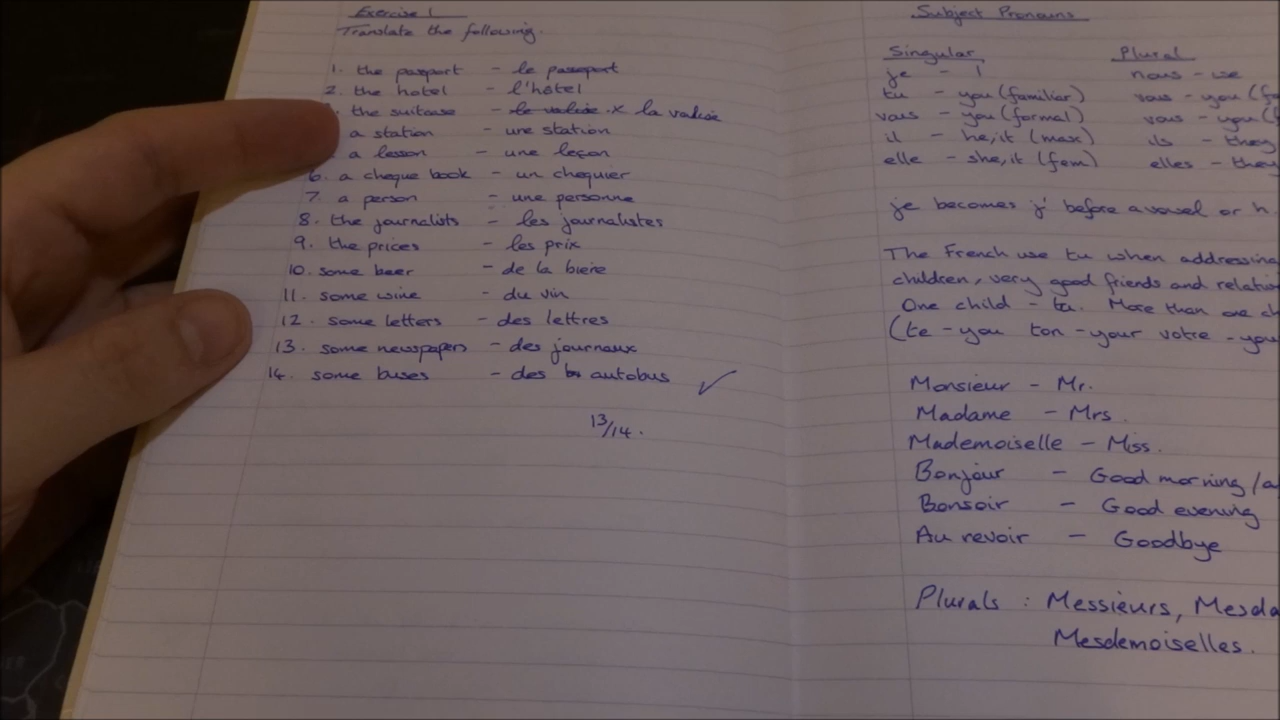 Exercise 1
Translate the following.
1. the passport - le passeport
2. the hotel - l'hôtel
the suitcase - le valise x la valise
a station - une station
a lesson - une leçon
6. a cheque book - un chequier
7. a person - une personne
8. the journalists - les journalistes
9. the prices - les prix
10. some beer - de la biere
11. some wine - du vin
12. some letters - des lettres
13. some newspapers - des journaux
14. some buses - des autobus
13/14.
Subject Pronouns
Singular Plural
je - I nous - we
tu - you (familiar) vous - you
vous - you (formal) vous - you
il - he, it (masc) ils - they
elle - she, it (fem) elles - they
je becomes j' before a vowel or h
The French use tu when addressing
children, very good friends and
One child - tu. More than one
(te - you ton - your votre -
Monsieur - Mr.
Madame - Mrs.
Mademoiselle - Miss.
Bonjour - Good morning /
Bonsoir - Good evening
Au revoir - Goodbye
Plurals : Messieurs,
Mesdemoiselles.